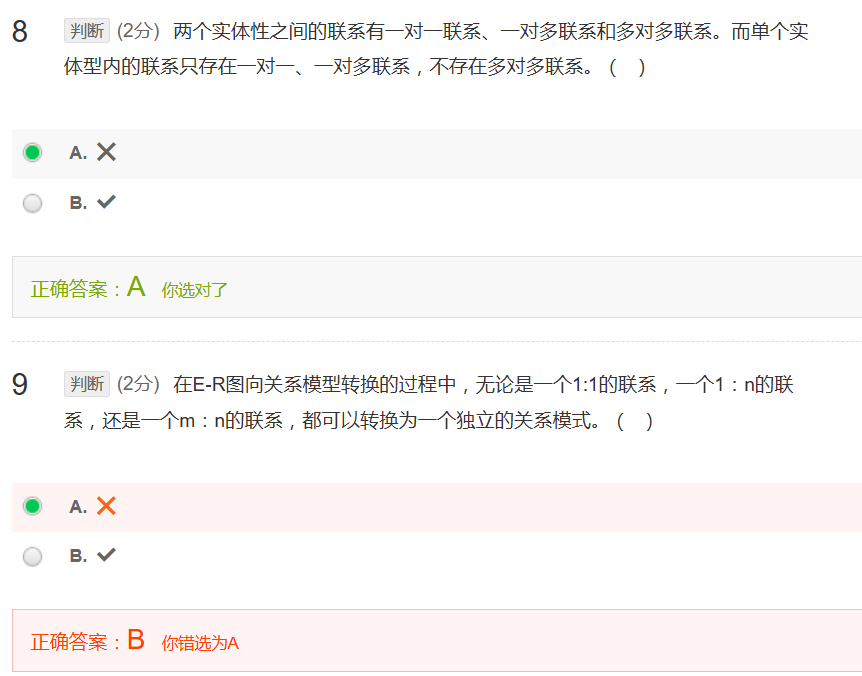 8 判断 (2分) 两个实体性之间的联系有一对一联系、一对多联系和多对多联系。而单个实
体型内的联系只存在一对一、一对多联系，不存在多对多联系。 ( )
A. ✕
B. ✓
正确答案：A 你选对了
9 判断 (2分) 在E-R图向关系模型转换的过程中，无论是一个1:1的联系，一个1：n的联
系，还是一个m：n的联系，都可以转换为一个独立的关系模式。 ( )
A. ✕
B. ✓
正确答案：B 你错选为A